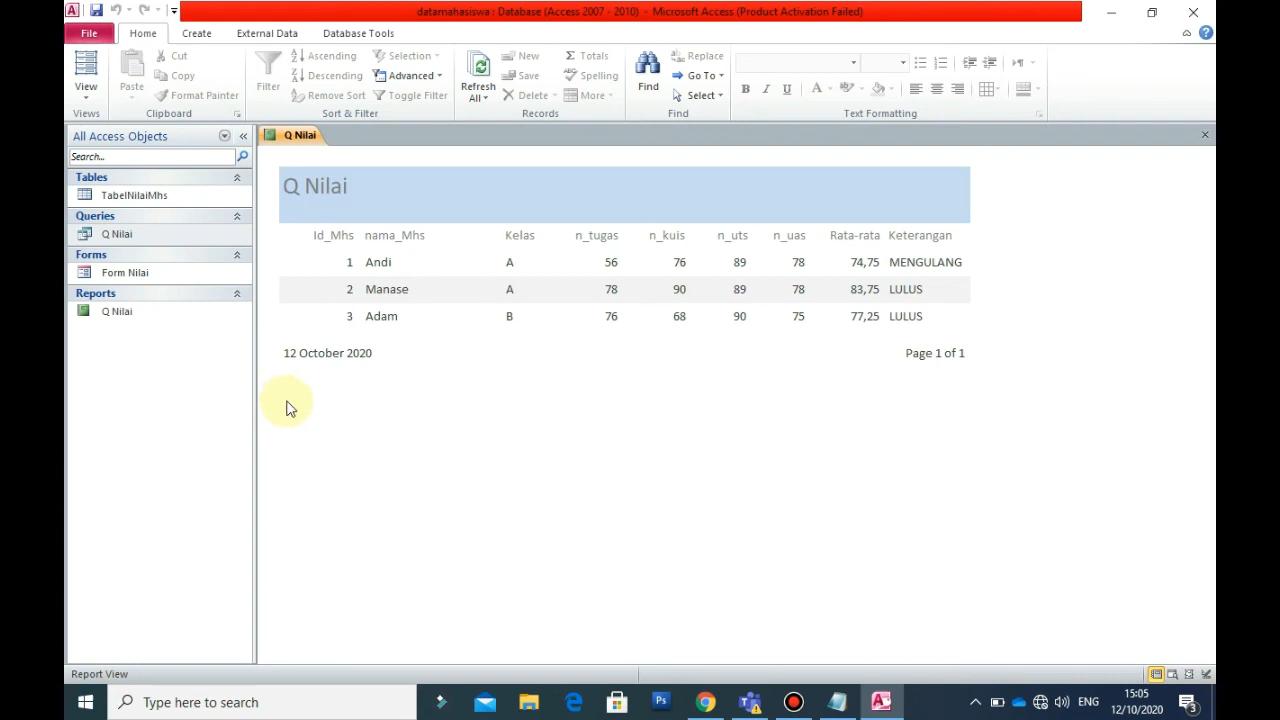 datamahasiswa : Database (Access 2007 - 2010) - Microsoft Access (Product Activation Failed)
File Home Create External Data Database Tools
View
Views
Paste
Cut
Copy
Format Painter
Clipboard
Filter
Ascending
Descending
Remove Sort
Selection
Advanced
Toggle Filter
Sort & Filter
Refresh
All
New
Save
Delete
Totals
Spelling
More
Records
Find
Replace
Go To
Select
Find
B I U A
Text Formatting
All Access Objects
Search...
Tables
TabelNilaiMhs
Queries
Q Nilai
Forms
Form Nilai
Reports
Q Nilai
Q Nilai
Q Nilai
Id_Mhs nama_Mhs Kelas n_tugas n_kuis n_uts n_uas Rata-rata Keterangan
1 Andi A 56 76 89 78 74,75 MENGULANG
2 Manase A 78 90 89 78 83,75 LULUS
3 Adam B 76 68 90 75 77,25 LULUS
12 October 2020 Page 1 of 1
Report View
Type here to search
Ps
ENG
15:05
12/10/2020
3